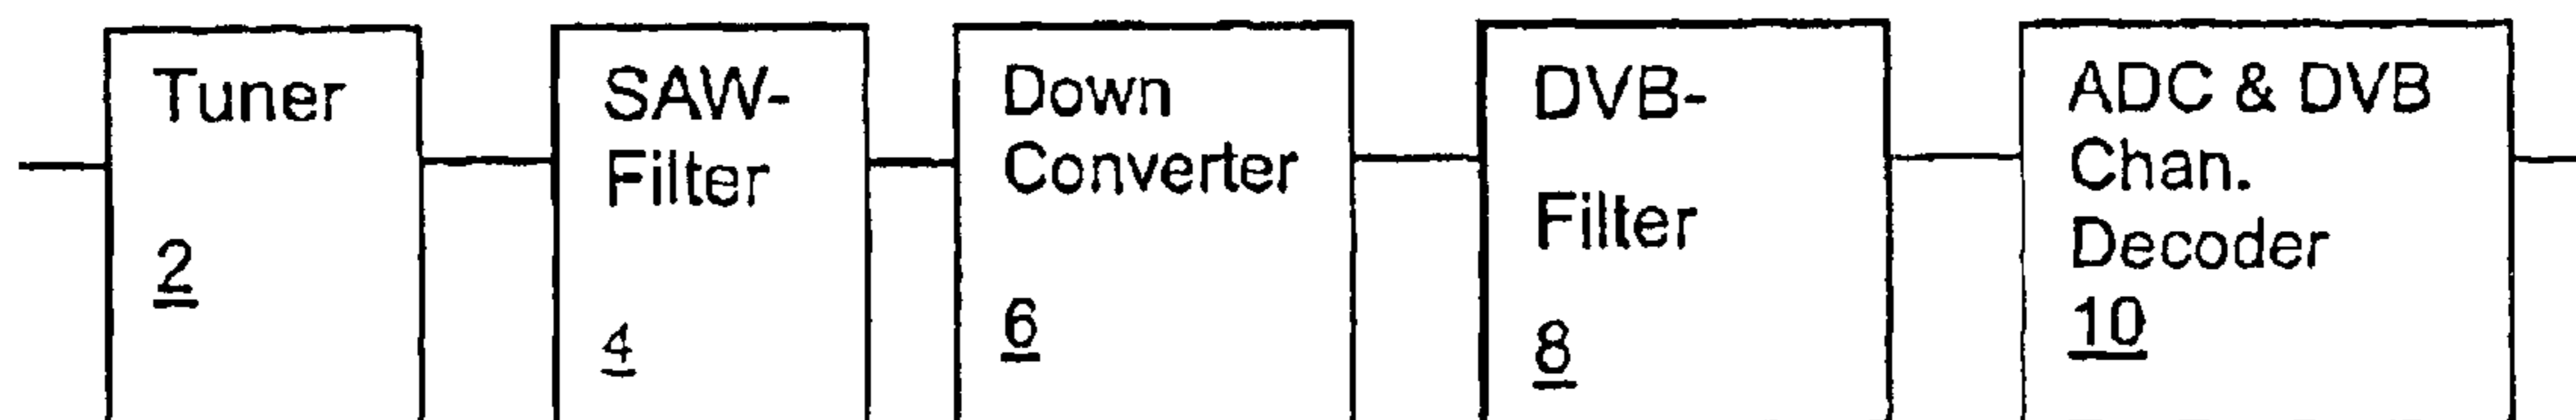 Tuner
2
SAW-
Filter
4
Down
Converter
6
DVB-
Filter
8
ADC & DVB
Chan.
Decoder
10